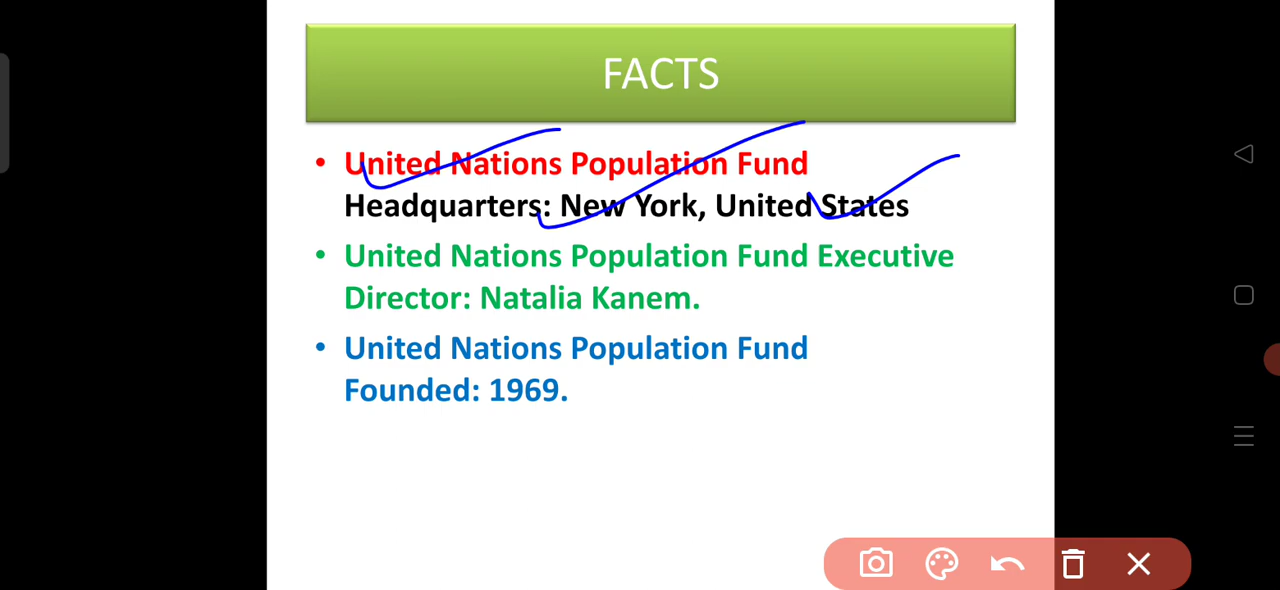 FACTS
• United Nations Population Fund
Headquarters: New York, United States
• United Nations Population Fund Executive
Director: Natalia Kanem.
• United Nations Population Fund
Founded: 1969.